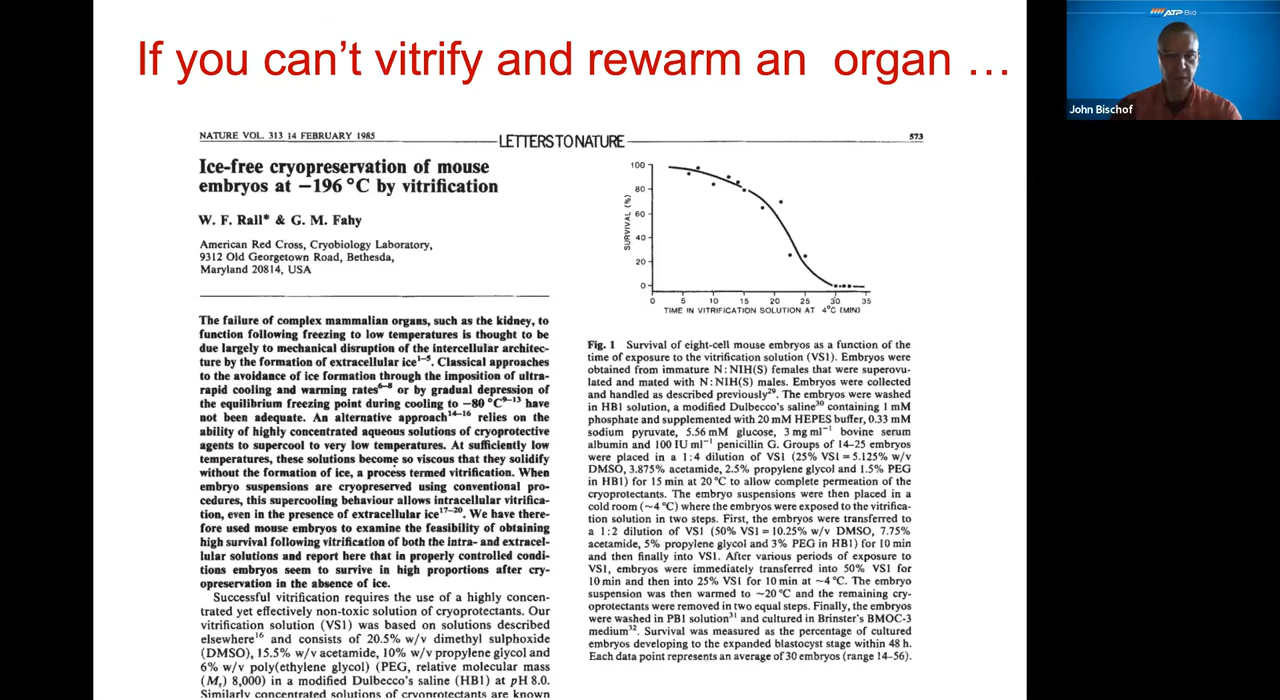 If you can't vitrify and rewarm an organ …
ATP Bio
John Bischof
NATURE VOL. 313 14 FEBRUARY 1985
LETTERS TO NATURE
573
Ice-free cryopreservation of mouse
embryos at −196 °C by vitrification
W. F. Rall* & G. M. Fahy
American Red Cross, Cryobiology Laboratory,
9312 Old Georgetown Road, Bethesda,
Maryland 20814, USA
The failure of complex mammalian organs, such as the kidney, to
function following freezing to low temperatures is thought to be
due largely to mechanical disruption of the intercellular architec-
ture by the formation of extracellular ice1–5. Classical approaches
to the avoidance of ice formation through the imposition of ultra-
rapid cooling and warming rates6–8 or by gradual depression of
the equilibrium freezing point during cooling to −80 °C9–13 have
not been adequate. An alternative approach14–16 relies on the
ability of highly concentrated aqueous solutions of cryoprotective
agents to supercool to very low temperatures. At sufficiently low
temperatures, these solutions become so viscous that they solidify
without the formation of ice, a process termed vitrification. When
embryo suspensions are cryopreserved using conventional pro-
cedures, this supercooling behaviour allows intracellular vitrifica-
tion, even in the presence of extracellular ice17–20. We have there-
fore used mouse embryos to examine the feasibility of obtaining
high survival following vitrification of both the intra- and extracel-
lular solutions and report here that in properly controlled condi-
tions embryos seem to survive in high proportions after cry-
opreservation in the absence of ice.
Successful vitrification requires the use of a highly concen-
trated yet effectively non-toxic solution of cryoprotectants. Our
vitrification solution (VS1) was based on solutions described
elsewhere16 and consists of 20.5% w/v dimethyl sulphoxide
(DMSO), 15.5% w/v acetamide, 10% w/v propylene glycol and
6% w/v poly(ethylene glycol) (PEG, relative molecular mass
(Mr) 8,000) in a modified Dulbecco's saline (HB1) at pH 8.0.
Similarly concentrated solutions of cryoprotectants are known
100
80
60
40
20
0
SURVIVAL (%)
0 5 10 15 20 25 30 35
TIME IN VITRIFICATION SOLUTION AT 4°C (MIN)
Fig. 1 Survival of eight-cell mouse embryos as a function of the
time of exposure to the vitrification solution (VS1). Embryos were
obtained from immature N:NIH(S) females that were superovu-
lated and mated with N:NIH(S) males. Embryos were collected
and handled as described previously29. The embryos were washed
in HB1 solution, a modified Dulbecco's saline30 containing 1 mM
phosphate and supplemented with 20 mM HEPES buffer, 0.33 mM
sodium pyruvate, 5.56 mM glucose, 3 mg ml−1 bovine serum
albumin and 100 IU ml−1 penicillin G. Groups of 14-25 embryos
were placed in a 1:4 dilution of VS1 (25% VS1 = 5.125% w/v
DMSO, 3.875% acetamide, 2.5% propylene glycol and 1.5% PEG
in HB1) for 15 min at 20 °C to allow complete permeation of the
cryoprotectants. The embryo suspensions were then placed in a
cold room (~4 °C) where the embryos were exposed to the vitrifica-
tion solution in two steps. First, the embryos were transferred to
a 1:2 dilution of VS1 (50% VS1 = 10.25% w/v DMSO, 7.75%
acetamide, 5% propylene glycol and 3% PEG in HB1) for 10 min
and then finally into VS1. After various periods of exposure to
VS1, embryos were immediately transferred into 50% VS1 for
10 min and then into 25% VS1 for 10 min at ~4 °C. The embryo
suspension was then warmed to ~20 °C and the remaining cry-
oprotectants were removed in two equal steps. Finally, the embryos
were washed in PB1 solution31 and cultured in Brinster's BMOC-3
medium32. Survival was measured as the percentage of cultured
embryos developing to the expanded blastocyst stage within 48 h.
Each data point represents an average of 30 embryos (range 14–56).